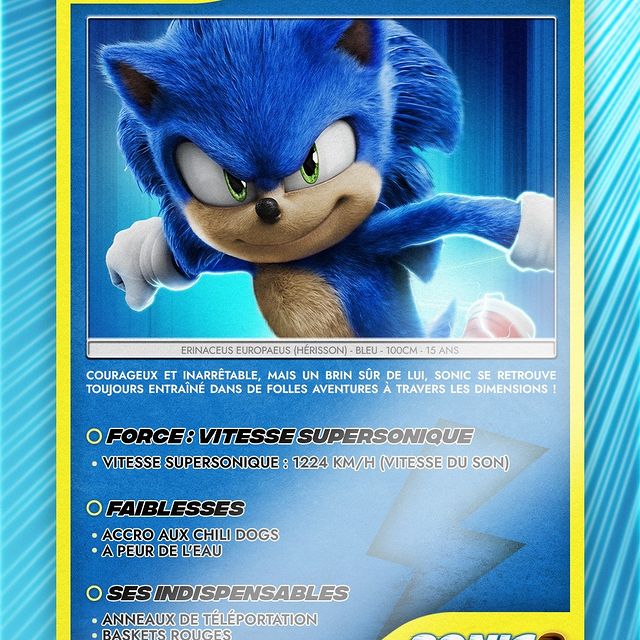 ERINACEUS EUROPAEUS (HÉRISSON) - BLEU - 100CM - 15 ANS
COURAGEUX ET INARRÊTABLE, MAIS UN BRIN SÛR DE LUI, SONIC SE RETROUVE
TOUJOURS ENTRAÎNÉ DANS DE FOLLES AVENTURES À TRAVERS LES DIMENSIONS !
FORCE : VITESSE SUPERSONIQUE
• VITESSE SUPERSONIQUE : 1224 KM/H (VITESSE DU SON)
FAIBLESSES
• ACCRO AUX CHILI DOGS
• A PEUR DE L'EAU
SES INDISPENSABLES
• ANNEAUX DE TÉLÉPORTATION
• BASKETS ROUGES
SONIC